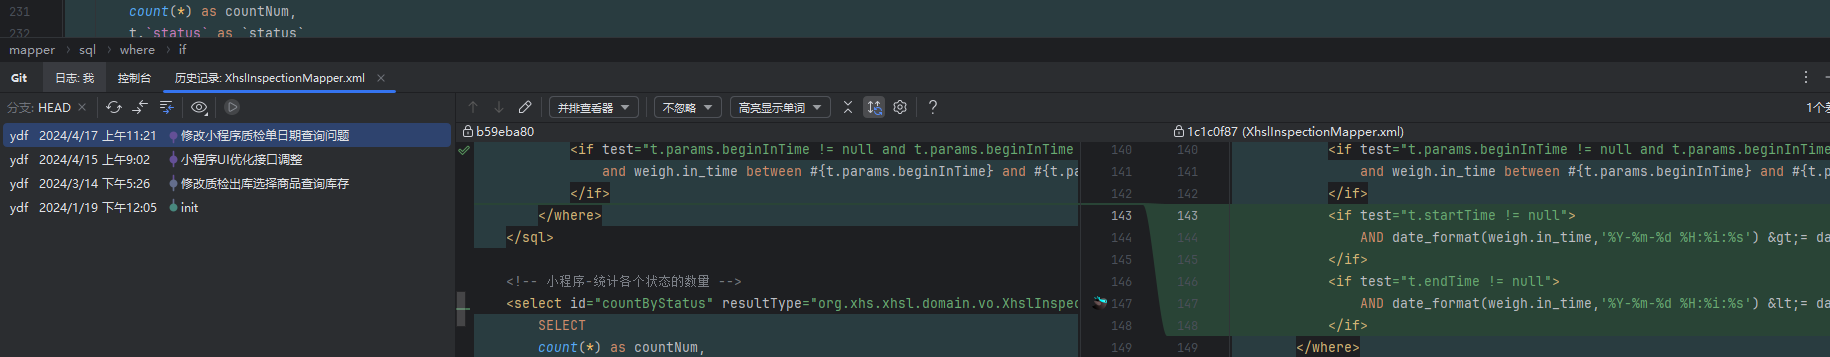 231 count(*) as countNum,
232 t.`status` as `status`
mapper > sql > where > if
Git 日志: 我 控制台 历史记录: XhslInspectionMapper.xml ×
分支: HEAD × 并排查看器 不忽略 高亮显示单词 ? 1个
ydf 2024/4/17 上午11:21 修改小程序质检单日期查询问题
ydf 2024/4/15 上午9:02 小程序UI优化接口调整
ydf 2024/3/14 下午5:26 修改质检出库选择商品查询库存
ydf 2024/1/19 下午12:05 init
b59eba80
<if test="t.params.beginInTime != null and t.params.beginInTime 140
and weigh.in_time between #{t.params.beginInTime} and #{t.pa 141
</if> 142
</where> 143
</sql> 144
145
<!-- 小程序-统计各个状态的数量 --> 146
<select id="countByStatus" resultType="org.xhs.xhsl.domain.vo.XhslInspec 147
SELECT 148
count(*) as countNum, 149
1c1c0f87 (XhslInspectionMapper.xml)
140 <if test="t.params.beginInTime != null and t.params.beginInTime
141 and weigh.in_time between #{t.params.beginInTime} and #{t.pa
142 </if>
143 <if test="t.startTime != null">
144 AND date_format(weigh.in_time,'%Y-%m-%d %H:%i:%s') &gt;= da
145 </if>
146 <if test="t.endTime != null">
147 AND date_format(weigh.in_time,'%Y-%m-%d %H:%i:%s') &lt;= da
148 </if>
149 </where>